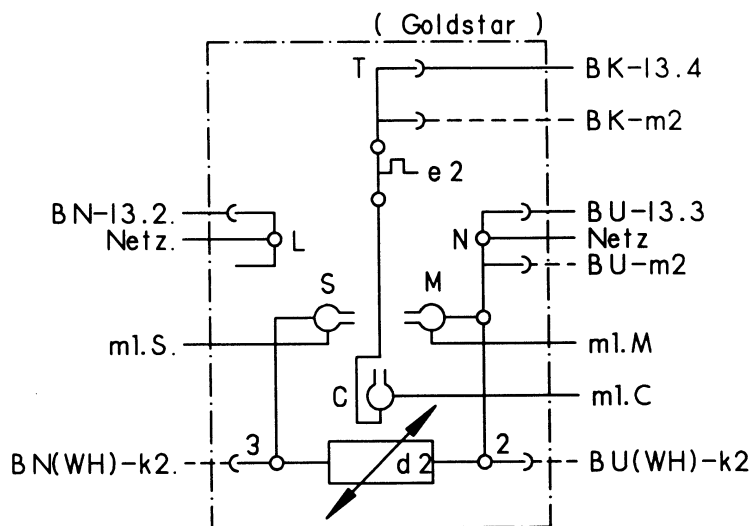 ( Goldstar )
T
BK-13.4
BK-m2
e2
BN-13.2.
BU-13.3
Netz.
L
N
Netz
BU-m2
S
M
m1.S.
m1.M
C
m1.C
BN(WH)-k2.
3
d2
2
BU(WH)-k2